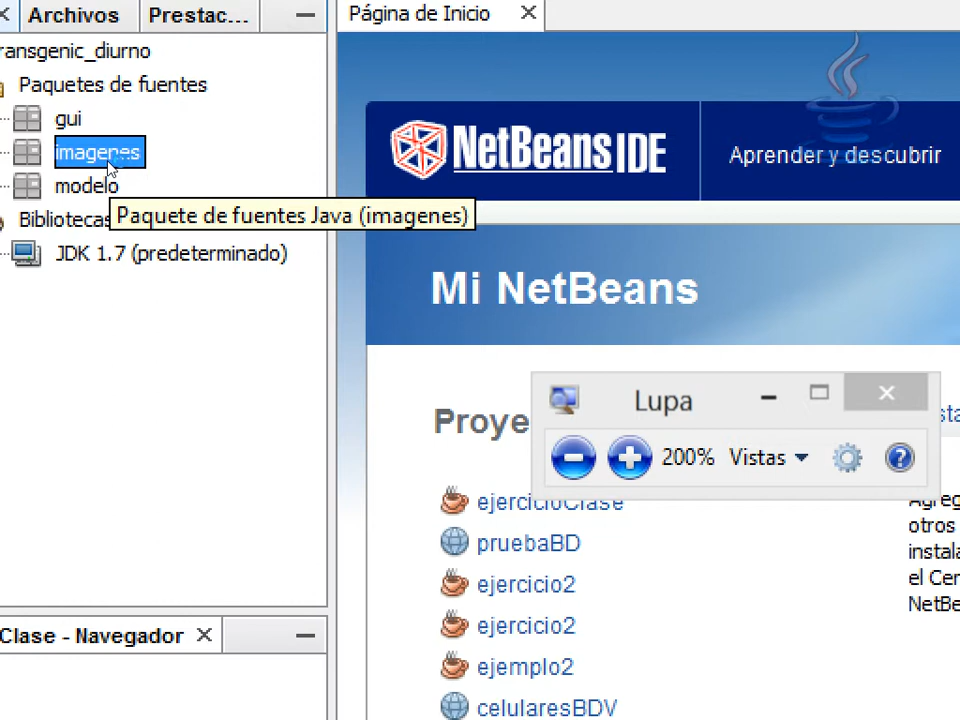 Archivos
Prestac...
Página de Inicio
ransgenic_diurno
Paquetes de fuentes
gui
imagenes
modelo
Paquete de fuentes Java (imagenes)
Bibliotecas
JDK 1.7 (predeterminado)
NetBeans IDE
Aprender y descubrir
Mi NetBeans
Lupa
200% Vistas
Proye
ejercicioClase
pruebaBD
ejercicio2
ejercicio2
ejemplo2
celularesBDV
sta
Agreg
otros
instala
el Cer
NetBe
Clase - Navegador